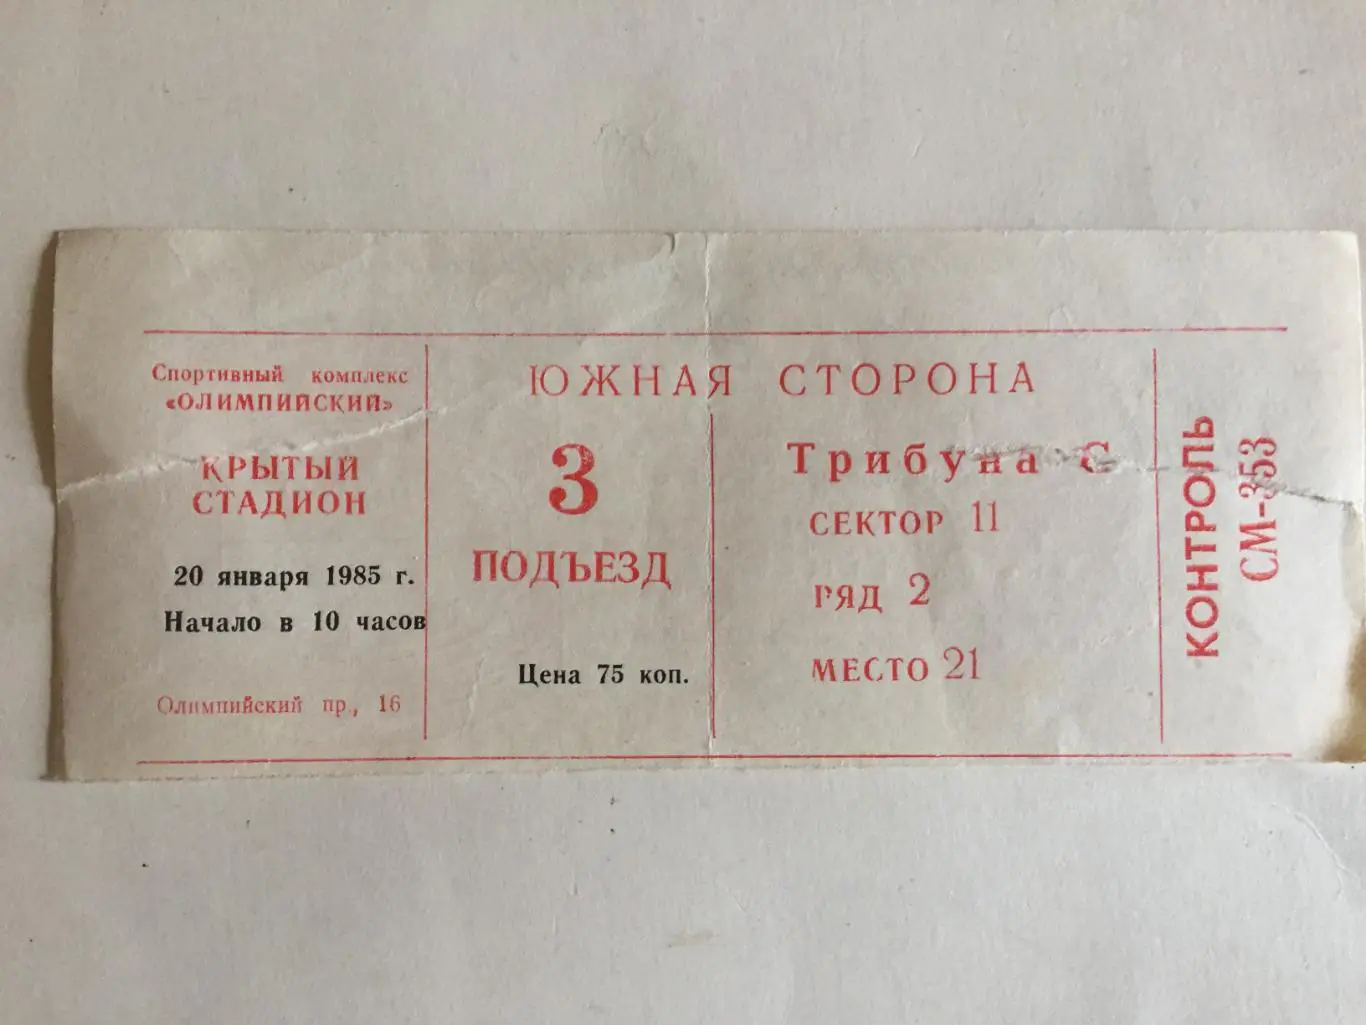 Спортивный комплекс
«ОЛИМПИЙСКИЙ»
КРЫТЫЙ
СТАДИОН
20 января 1985 г.
Начало в 10 часов
Олимпийский пр., 16
ЮЖНАЯ СТОРОНА
3
ПОДЪЕЗД
Цена 75 коп.
Трибуна С
СЕКТОР 11
РЯД 2
МЕСТО 21
КОНТРОЛЬ
СМ-353